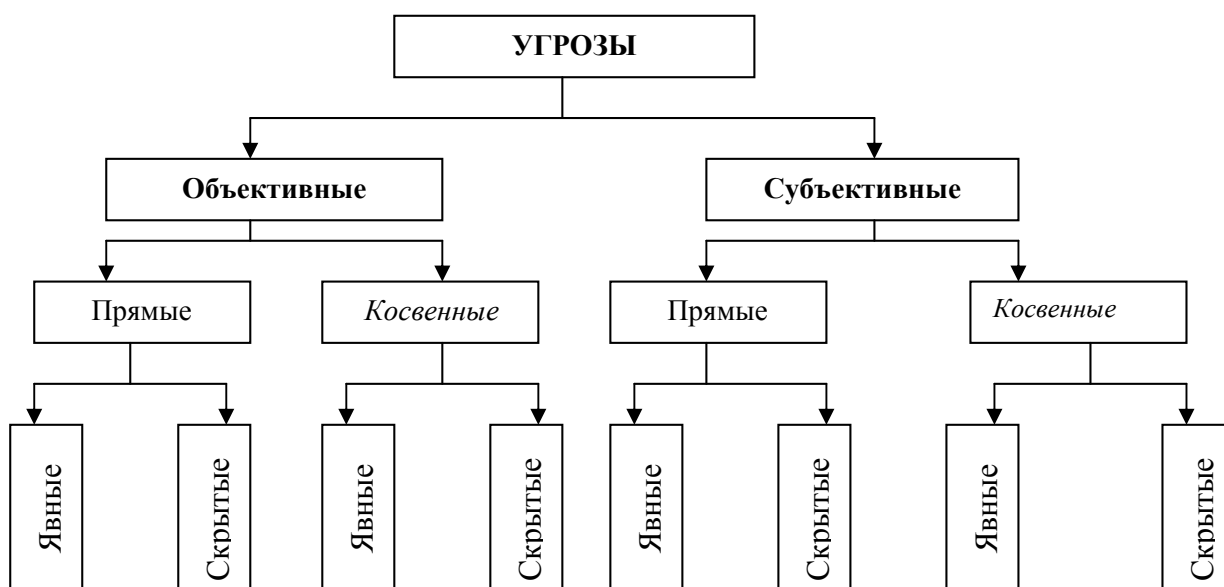 УГРОЗЫ
Объективные
Субъективные
Прямые
Косвенные
Прямые
Косвенные
Явные
Скрытые
Явные
Скрытые
Явные
Скрытые
Явные
Скрытые